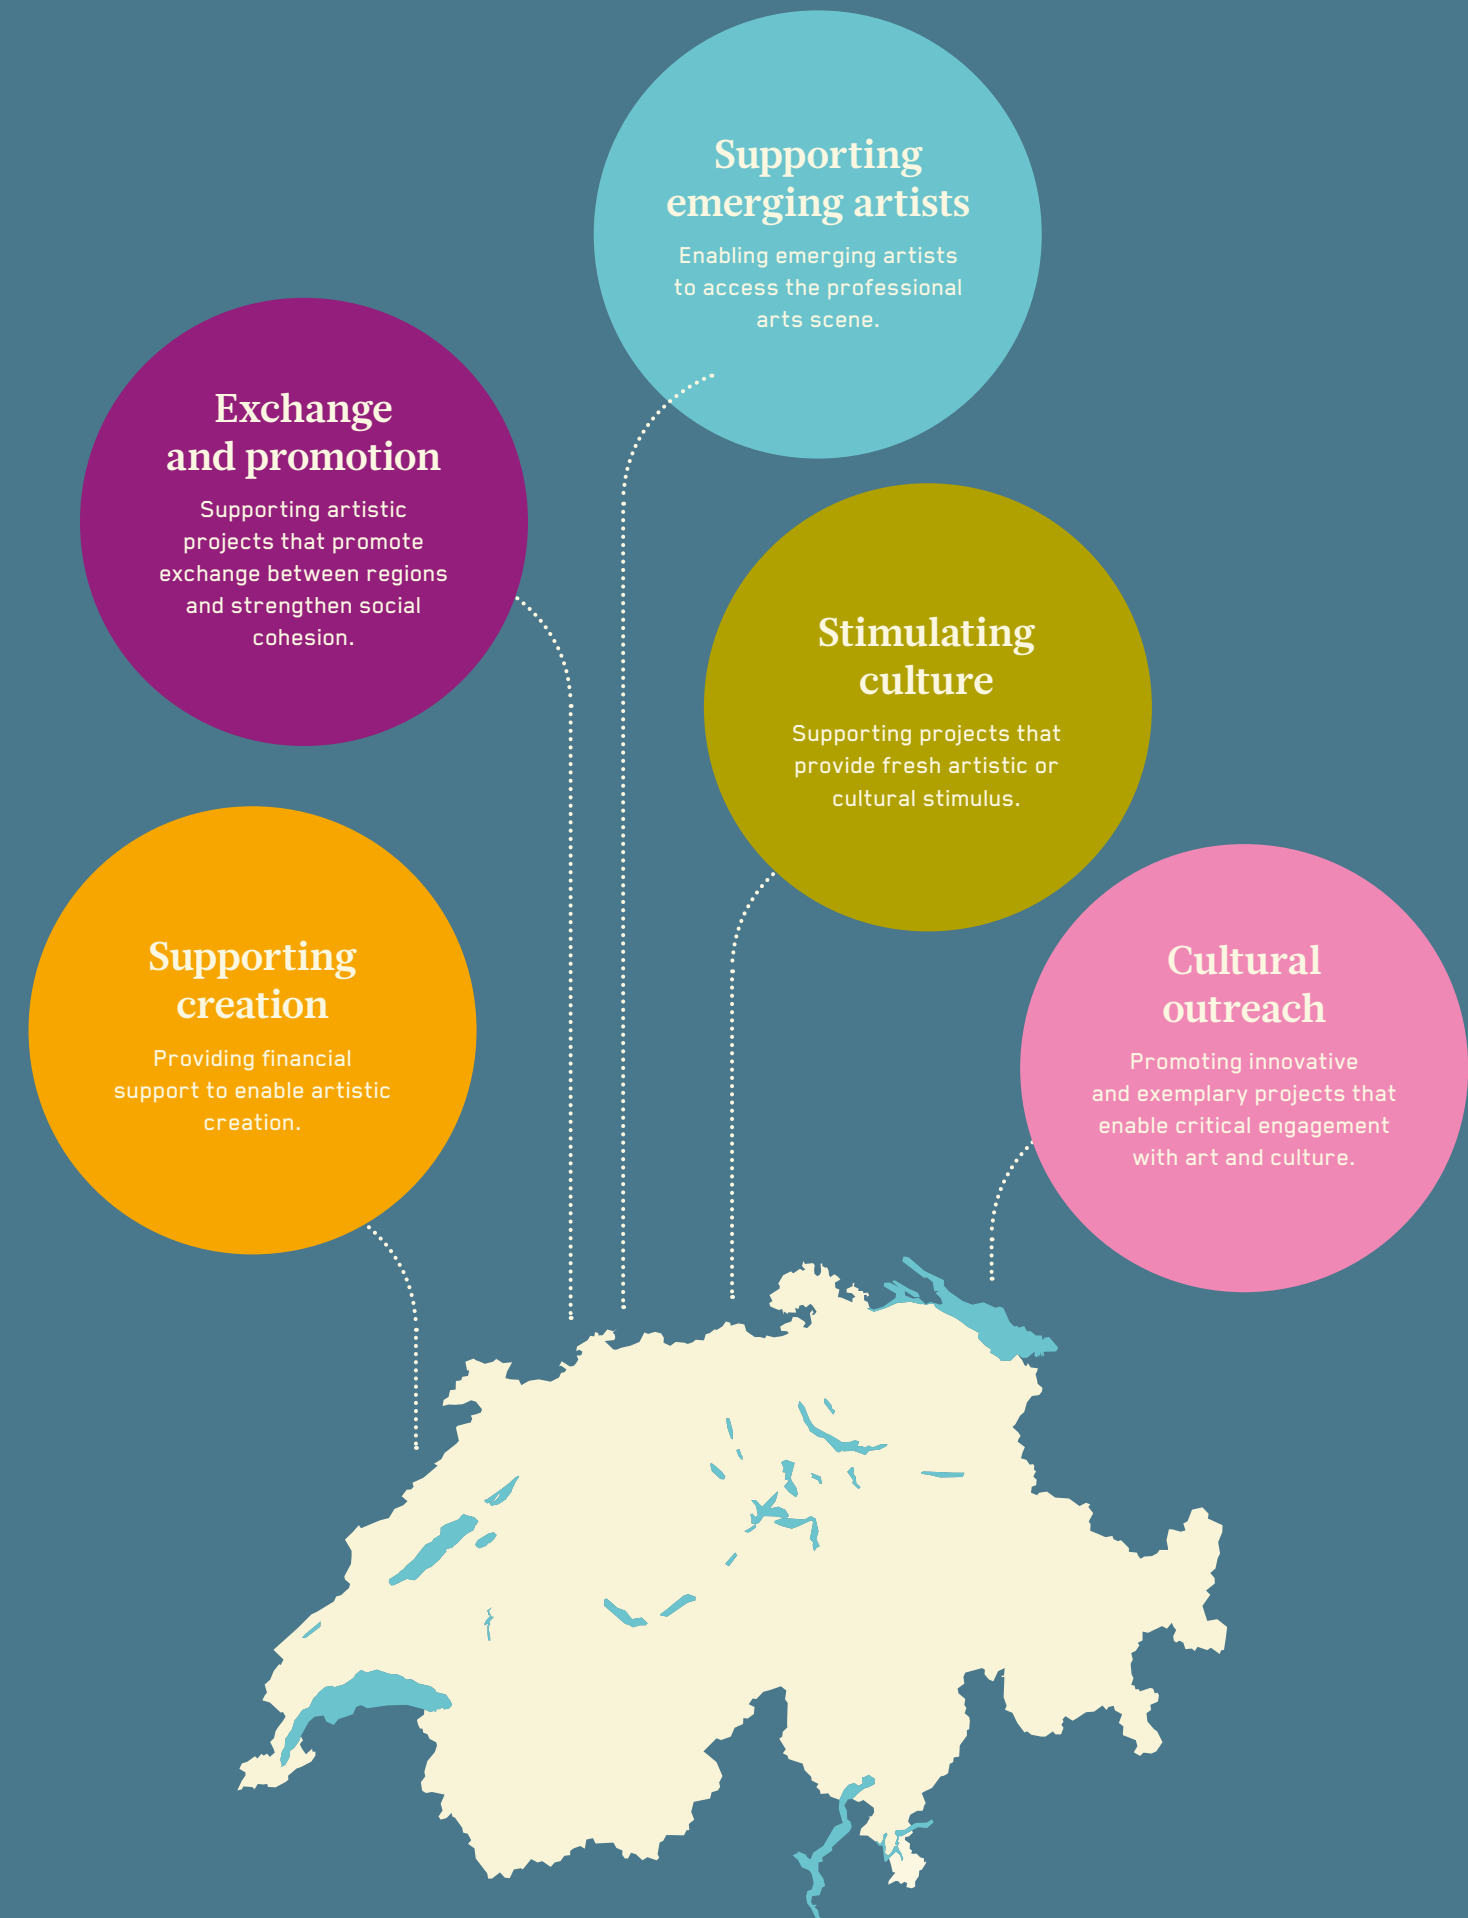 Supporting
emerging artists
Enabling emerging artists
to access the professional
arts scene.
Exchange
and promotion
Supporting artistic
projects that promote
exchange between regions
and strengthen social
cohesion.
Stimulating
culture
Supporting projects that
provide fresh artistic or
cultural stimulus.
Supporting
creation
Providing financial
support to enable artistic
creation.
Cultural
outreach
Promoting innovative
and exemplary projects that
enable critical engagement
with art and culture.